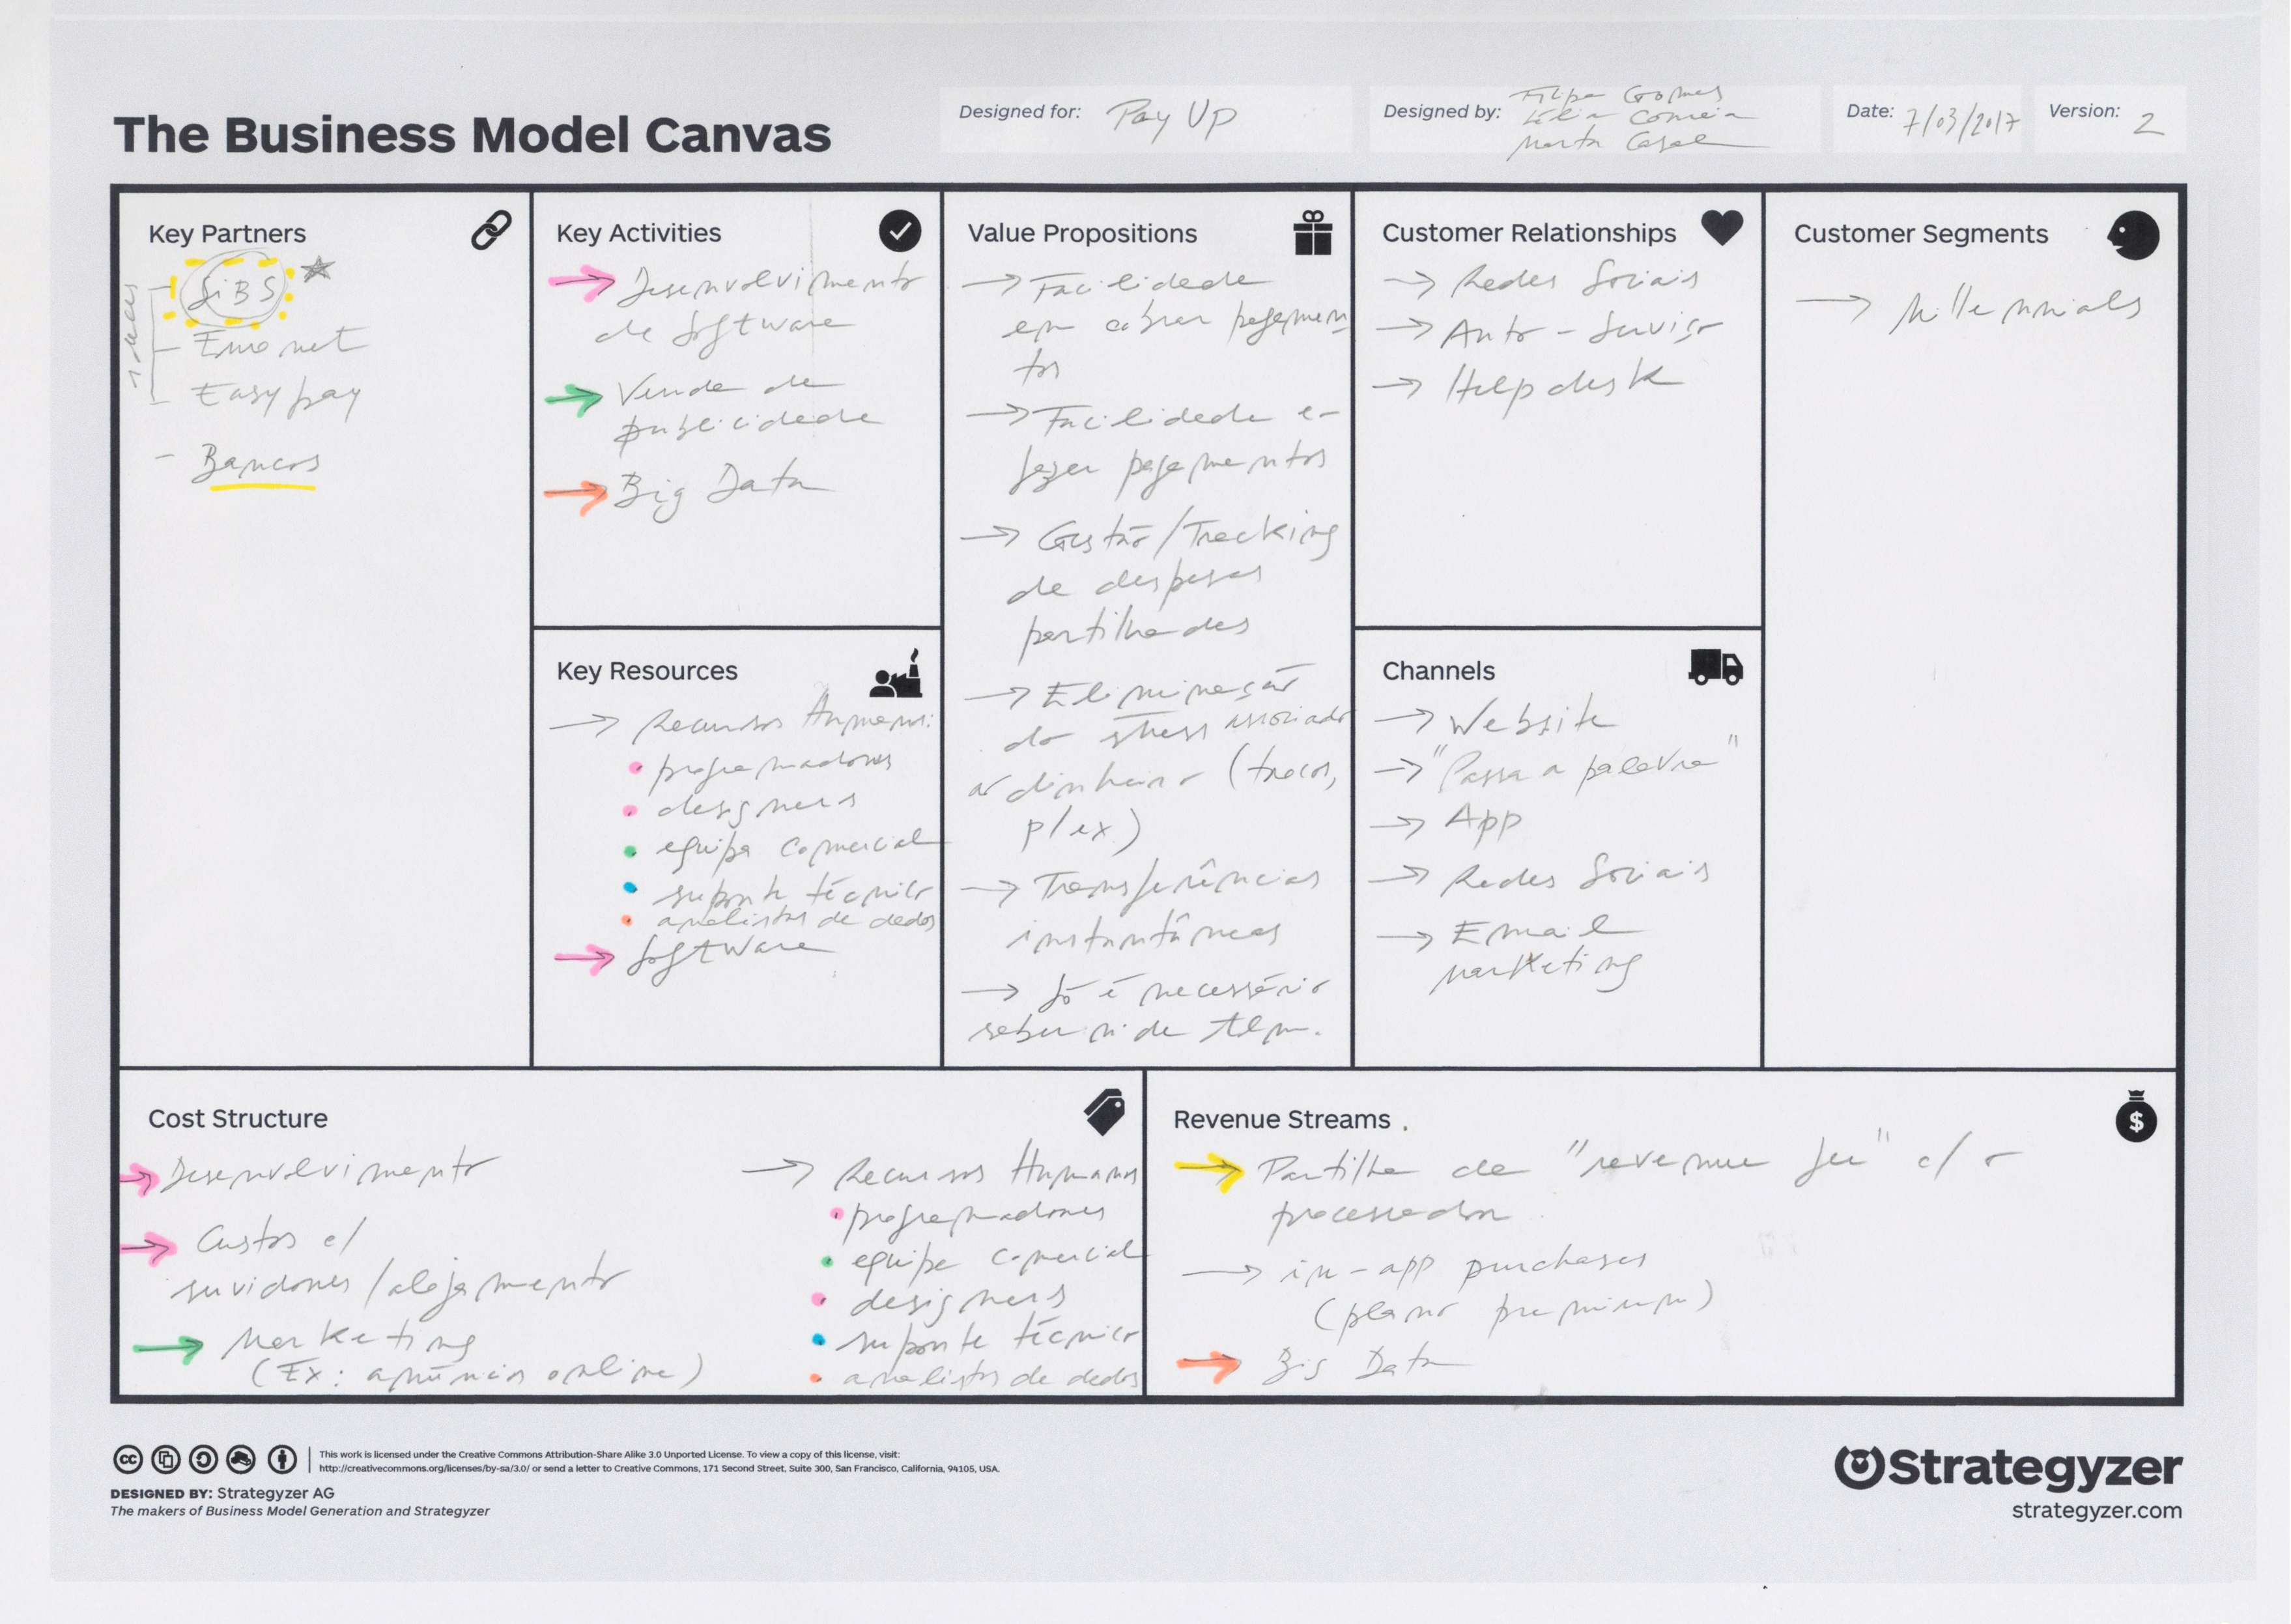 The Business Model Canvas
Designed for: Pay Up
Designed by: Filipe Gomes
Célia Correia
Marta Casal
Date: 7/03/2017
Version: 2
Key Partners
SiBS
Euronet
Easypay
- Bancos
Key Activities
→ Desenvolvimento
de Software
→ Venda de
publicidade
→ Big Data
Key Resources
→ Recursos Humanos:
• programadores
• designers
• equipa comercial
• suporte técnico
• analistas de dados
→ Software
Value Propositions
→ Facilidade
em cobrar pagamen-
tos
→ Facilidade e-
fazer pagamentos
→ Gestão/Tracking
de despesas
partilhadas
→ Eliminação
do stress associado
ao dinheiro (trocos,
p/ex.)
→ Transferências
instantâneas
→ Só é necessário
saber n. de tlm.
Customer Relationships
→ Redes Sociais
→ Auto-Serviço
→ Helpdesk
Channels
→ Website
→ "Passa a palavra"
→ App
→ Redes Sociais
→ Email
Marketing
Customer Segments
→ Millennials
Cost Structure
→ Desenvolvimento
→ Custos c/
servidores/alojamento
→ Marketing
(Ex: anúncios online)
→ Recursos Humanos
• programadores
• equipa comercial
• designers
• suporte técnico
• analistas de dados
Revenue Streams
→ Partilha de "revenue fee" c/ o
processador
→ in-app purchases
(plano premium)
→ Big Data
This work is licensed under the Creative Commons Attribution-Share Alike 3.0 Unported License. To view a copy of this license, visit:
http://creativecommons.org/licenses/by-sa/3.0/ or send a letter to Creative Commons, 171 Second Street, Suite 300, San Francisco, California, 94105, USA.
DESIGNED BY: Strategyzer AG
The makers of Business Model Generation and Strategyzer
Strategyzer
strategyzer.com